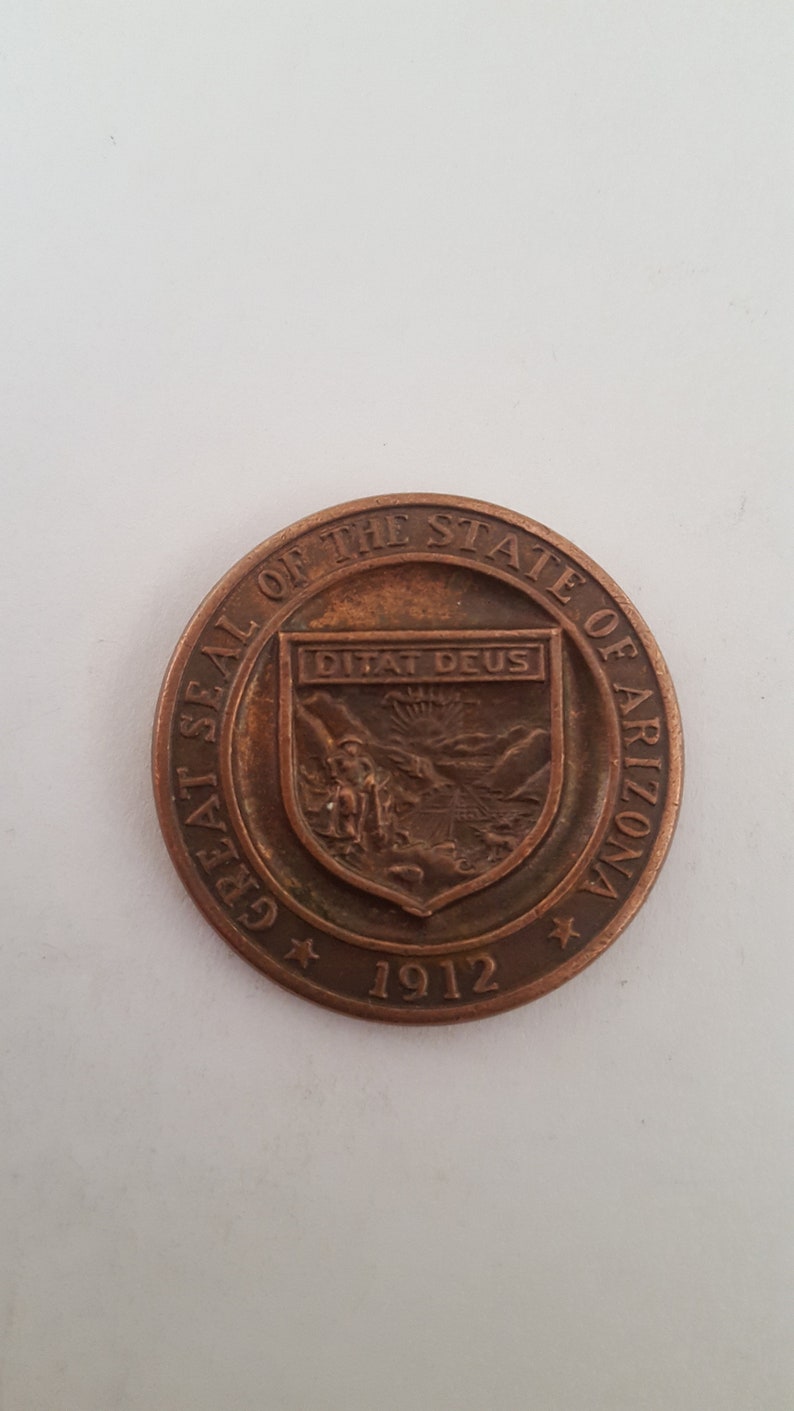 GREAT SEAL OF THE STATE OF ARIZONA
DITAT DEUS
★ 1912 ★